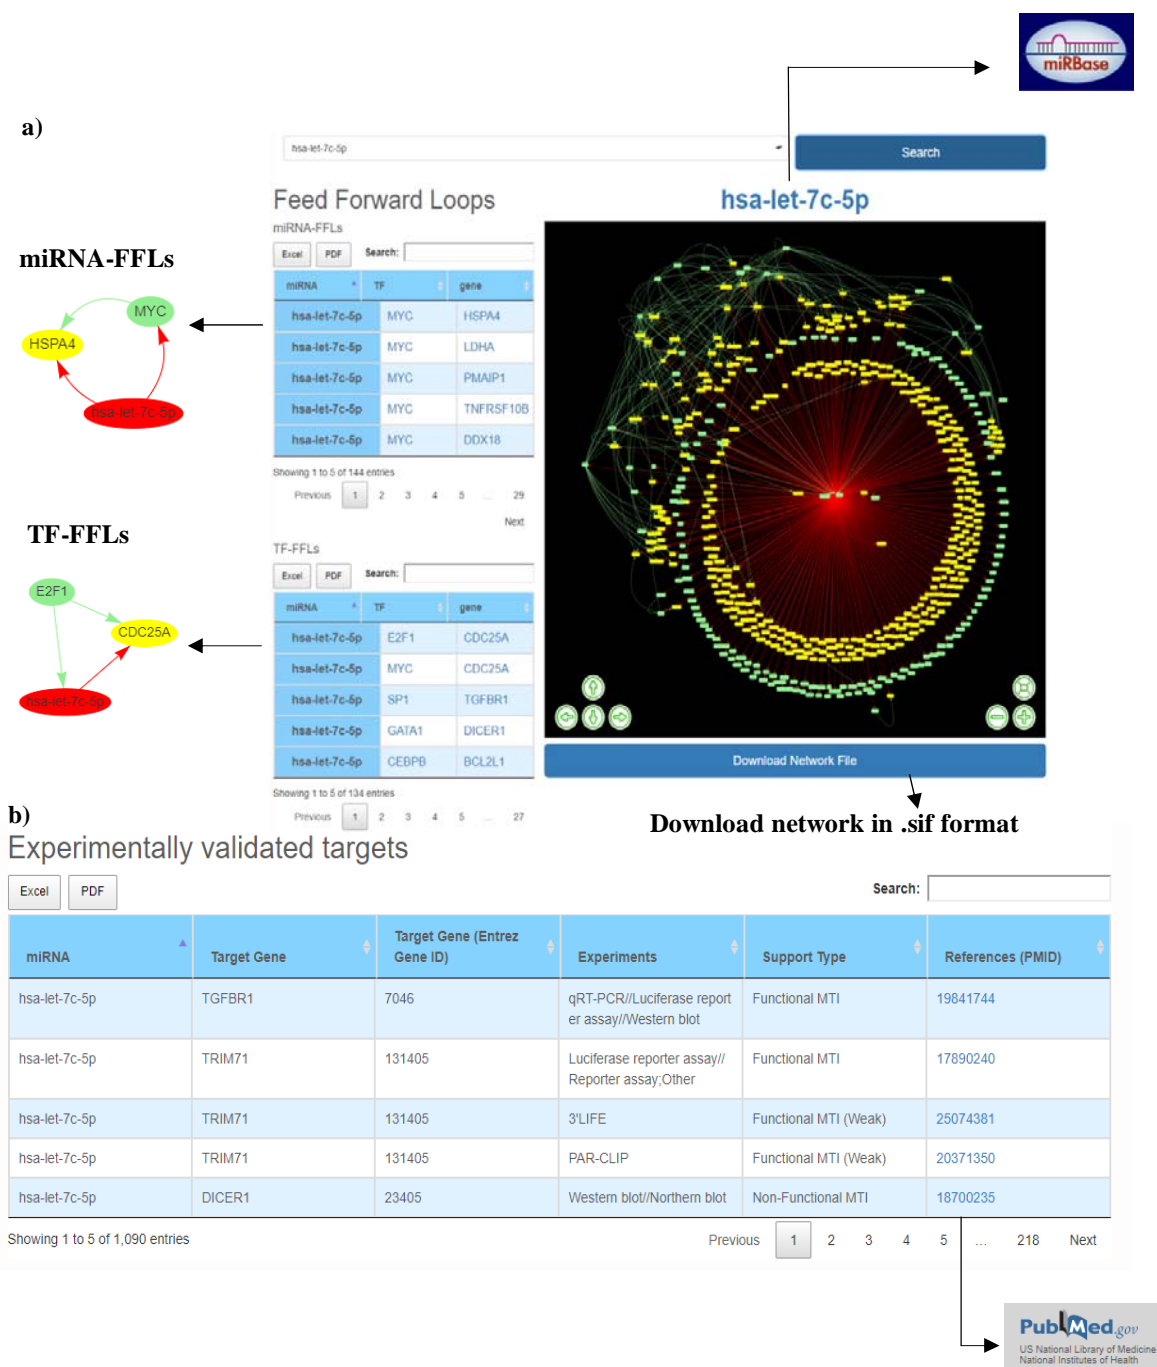 miRBase
a)
hsa-let-7c-5p
Search
Feed Forward Loops
hsa-let-7c-5p
miRNA-FFLs
Excel PDF Search:
miRNA TF gene
hsa-let-7c-5p MYC HSPA4
hsa-let-7c-5p MYC LDHA
hsa-let-7c-5p MYC PMAIP1
hsa-let-7c-5p MYC TNFRSF10B
hsa-let-7c-5p MYC DDX18
Showing 1 to 5 of 144 entries
Previous 1 2 3 4 5 ... 29
Next
miRNA-FFLs
MYC
HSPA4
hsa-let-7c-5p
TF-FFLs
Excel PDF Search:
miRNA TF gene
hsa-let-7c-5p E2F1 CDC25A
hsa-let-7c-5p MYC CDC25A
hsa-let-7c-5p SP1 TGFBR1
hsa-let-7c-5p GATA1 DICER1
hsa-let-7c-5p CEBPB BCL2L1
Showing 1 to 5 of 134 entries
Previous 1 2 3 4 5 ... 27
TF-FFLs
E2F1
CDC25A
hsa-let-7c-5p
Download Network File
Download network in .sif format
b)
Experimentally validated targets
Excel PDF Search:
miRNA Target Gene Target Gene (Entrez Gene ID) Experiments Support Type References (PMID)
hsa-let-7c-5p TGFBR1 7046 qRT-PCR//Luciferase report Functional MTI 19841744
er assay//Western blot
hsa-let-7c-5p TRIM71 131405 Luciferase reporter assay// Functional MTI 17890240
Reporter assay;Other
hsa-let-7c-5p TRIM71 131405 3'LIFE Functional MTI (Weak) 25074381
hsa-let-7c-5p TRIM71 131405 PAR-CLIP Functional MTI (Weak) 20371350
hsa-let-7c-5p DICER1 23405 Western blot//Northern blot Non-Functional MTI 18700235
Showing 1 to 5 of 1,090 entries
Previous 1 2 3 4 5 ... 218 Next
PubMed.gov
US National Library of Medicine
National Institutes of Health